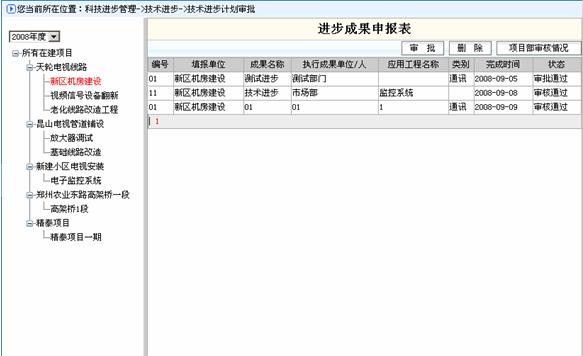 您当前所在位置：科技进步管理->技术进步->技术进步计划审批
2008年度
所有在建项目
天轮电视线路
新区机房建设
视频信号设备翻新
老化线路改造工程
昆山电视管道铺设
放大器调试
基础线路改造
新建小区电视安装
电子监控系统
郑州农业东路高架桥一段
高架桥1段
精泰项目
精泰项目一期
进步成果申报表
审 批 删 除 项目部审核情况
编号 填报单位 成果名称 执行成果单位/人 应用工程名称 类别 完成时间 状态
01 新区机房建设 测试进步 测试部门 通讯 2008-09-05 审批通过
11 新区机房建设 技术进步 市场部 监控系统 2008-09-08 审核通过
01 新区机房建设 01 01 1 通讯 2008-09-09 审核通过
1